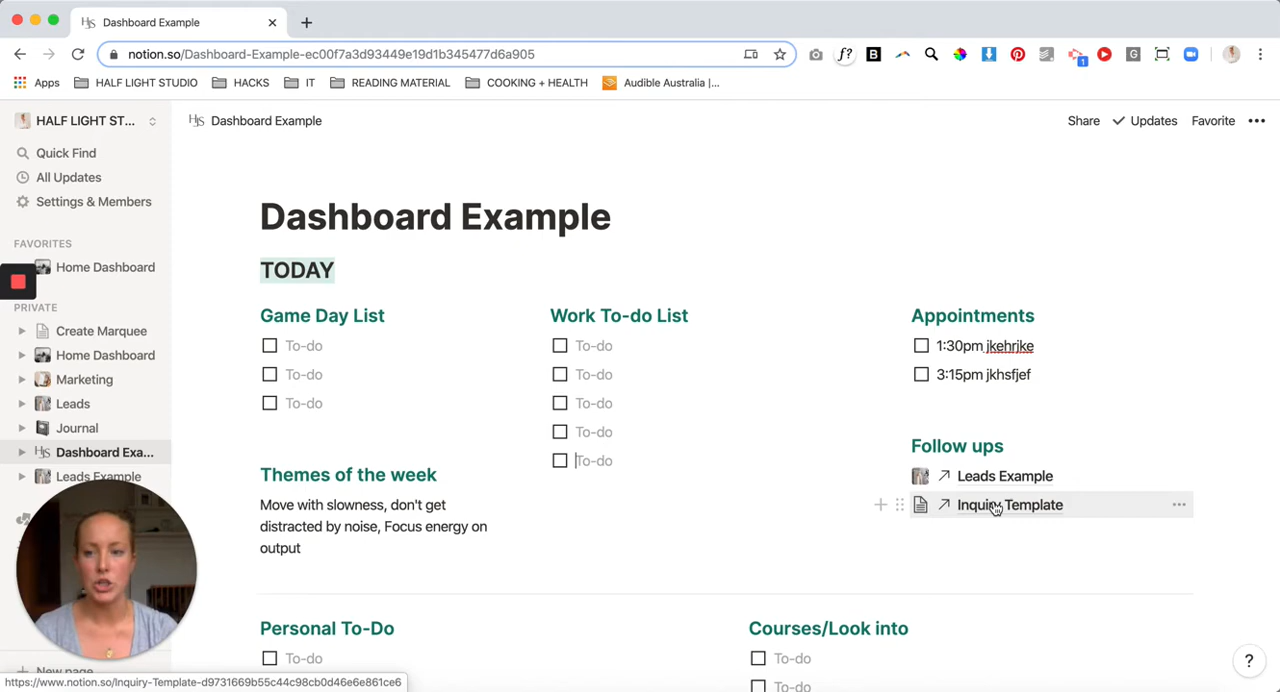 Dashboard Example
notion.so/Dashboard-Example-ec00f7a3d93449e19d1b345477d6a905
f?
B
1
G
Apps
HALF LIGHT STUDIO
HACKS
IT
READING MATERIAL
COOKING + HEALTH
Audible Australia |...
HALF LIGHT ST...
HS Dashboard Example
Share
Updates
Favorite
Quick Find
All Updates
Settings & Members
FAVORITES
Home Dashboard
PRIVATE
Create Marquee
Home Dashboard
Marketing
Leads
Journal
HS Dashboard Exa...
Leads Example
New page
Dashboard Example
TODAY
Game Day List
To-do
To-do
To-do
Themes of the week
Move with slowness, don't get
distracted by noise, Focus energy on
output
Work To-do List
To-do
To-do
To-do
To-do
To-do
Appointments
1:30pm jkehrjke
3:15pm jkhsfjef
Follow ups
Leads Example
Inquiry Template
Personal To-Do
To-do
Courses/Look into
To-do
To-do
?
https://www.notion.so/Inquiry-Template-d9731669b55c44c98cb0d46e6e861ce6